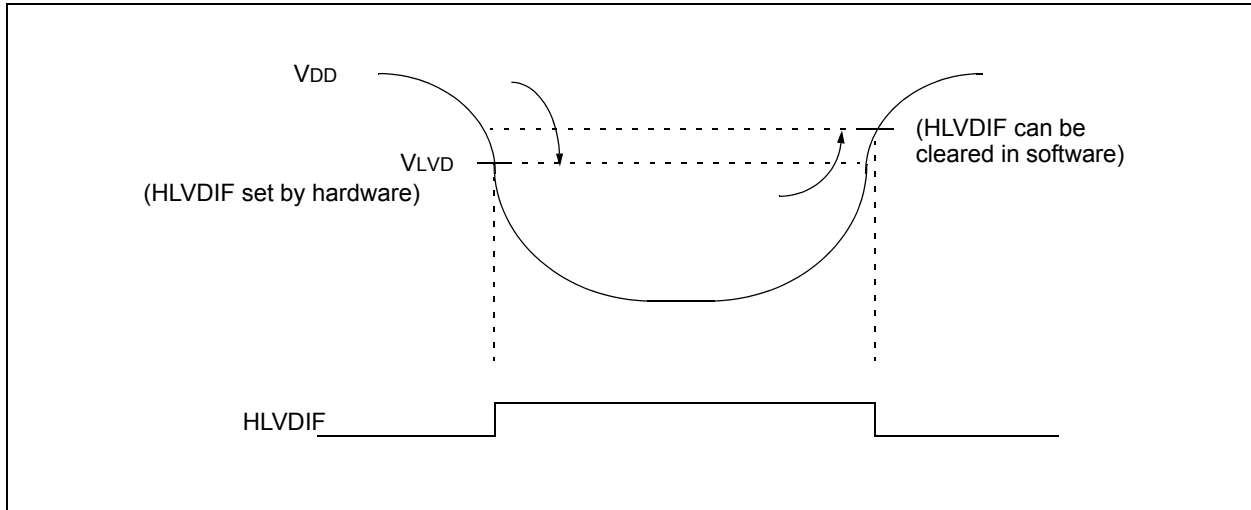 VDD
(HLVDIF can be
cleared in software)
VLVD
(HLVDIF set by hardware)
HLVDIF